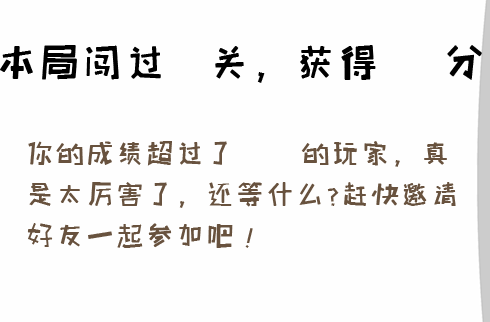 本局闯过 关，获得 分
你的成绩超过了 的玩家，真
是太厉害了，还等什么?赶快邀请
好友一起参加吧！